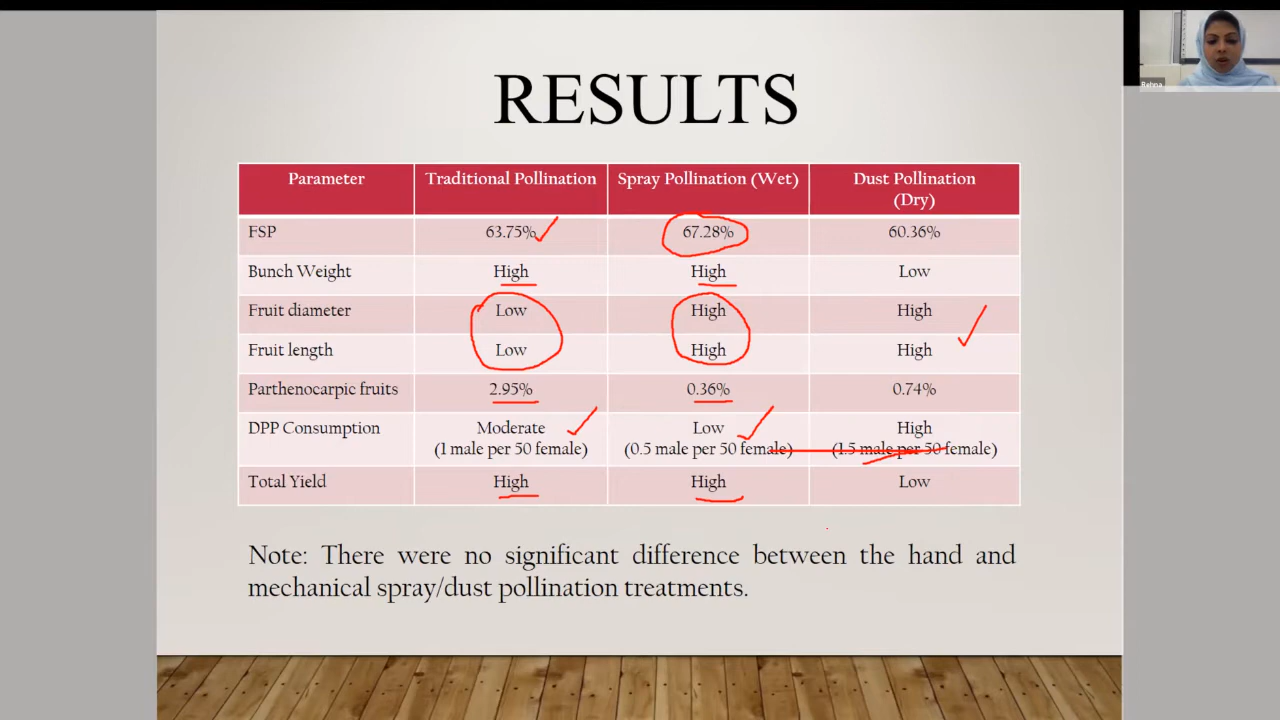 RESULTS
Parameter Traditional Pollination Spray Pollination (Wet) Dust Pollination
(Dry)
FSP 63.75% 67.28% 60.36%
Bunch Weight High High Low
Fruit diameter Low High High
Fruit length Low High High
Parthenocarpic fruits 2.95% 0.36% 0.74%
DPP Consumption Moderate Low High
(1 male per 50 female) (0.5 male per 50 female) (1.5 male per 50 female)
Total Yield High High Low
Note: There were no significant difference between the hand and
mechanical spray/dust pollination treatments.
Rehna